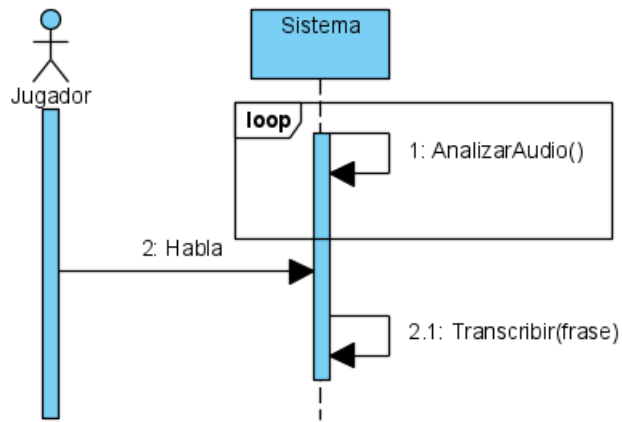 Sistema
Jugador
loop
1: AnalizarAudio()
2: Habla
2.1: Transcribir(frase)